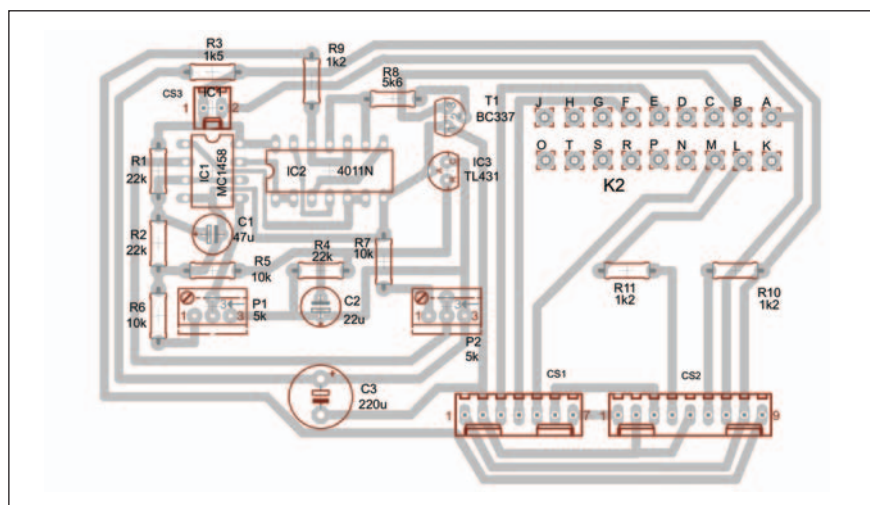 R3
1k5
R9
1k2
R8
5k6
CS3
IC1
1
2
T1
BC337
J H G F E D C B A
IC3
TL431
O T S R P N M L K
K2
R1
22k
IC1
MC1458
IC2
4011N
C1
47u
R2
22k
R5
10k
R4
22k
R7
10k
R11
1k2
R10
1k2
R6
10k
P1
5k
1
3
3
C2
22u
P2
5k
1
3
3
C3
220u
CS1
1
7
CS2
1
9